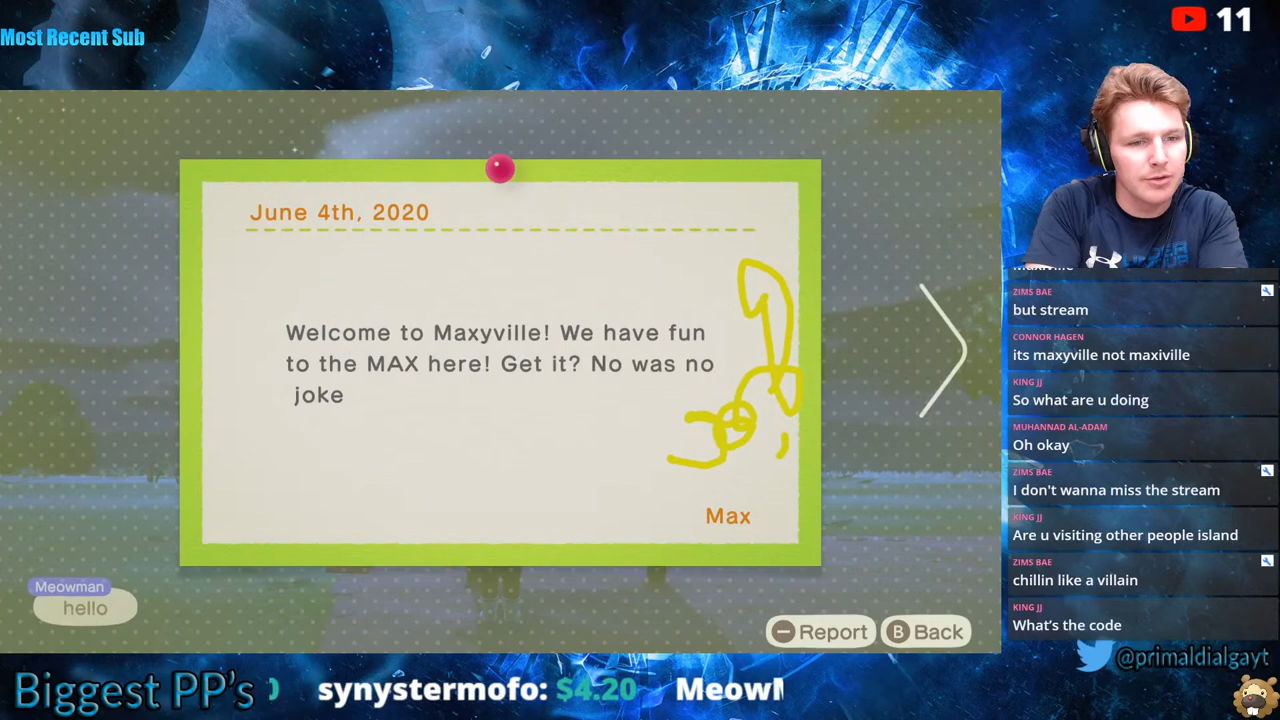 Most Recent Sub
11
June 4th, 2020
Welcome to Maxyville! We have fun
to the MAX here! Get it? No was no
joke
Max
Meowman
hello
Report
B Back
ZIMS BAE
but stream
CONNOR HAGEN
its maxyville not maxiville
KING JJ
So what are u doing
MUHANNAD AL-ADAM
Oh okay
ZIMS BAE
I don't wanna miss the stream
KING JJ
Are u visiting other people island
ZIMS BAE
chillin like a villain
KING JJ
What's the code
@primaldialgayt
Biggest PP's
synystermofo: $4.20